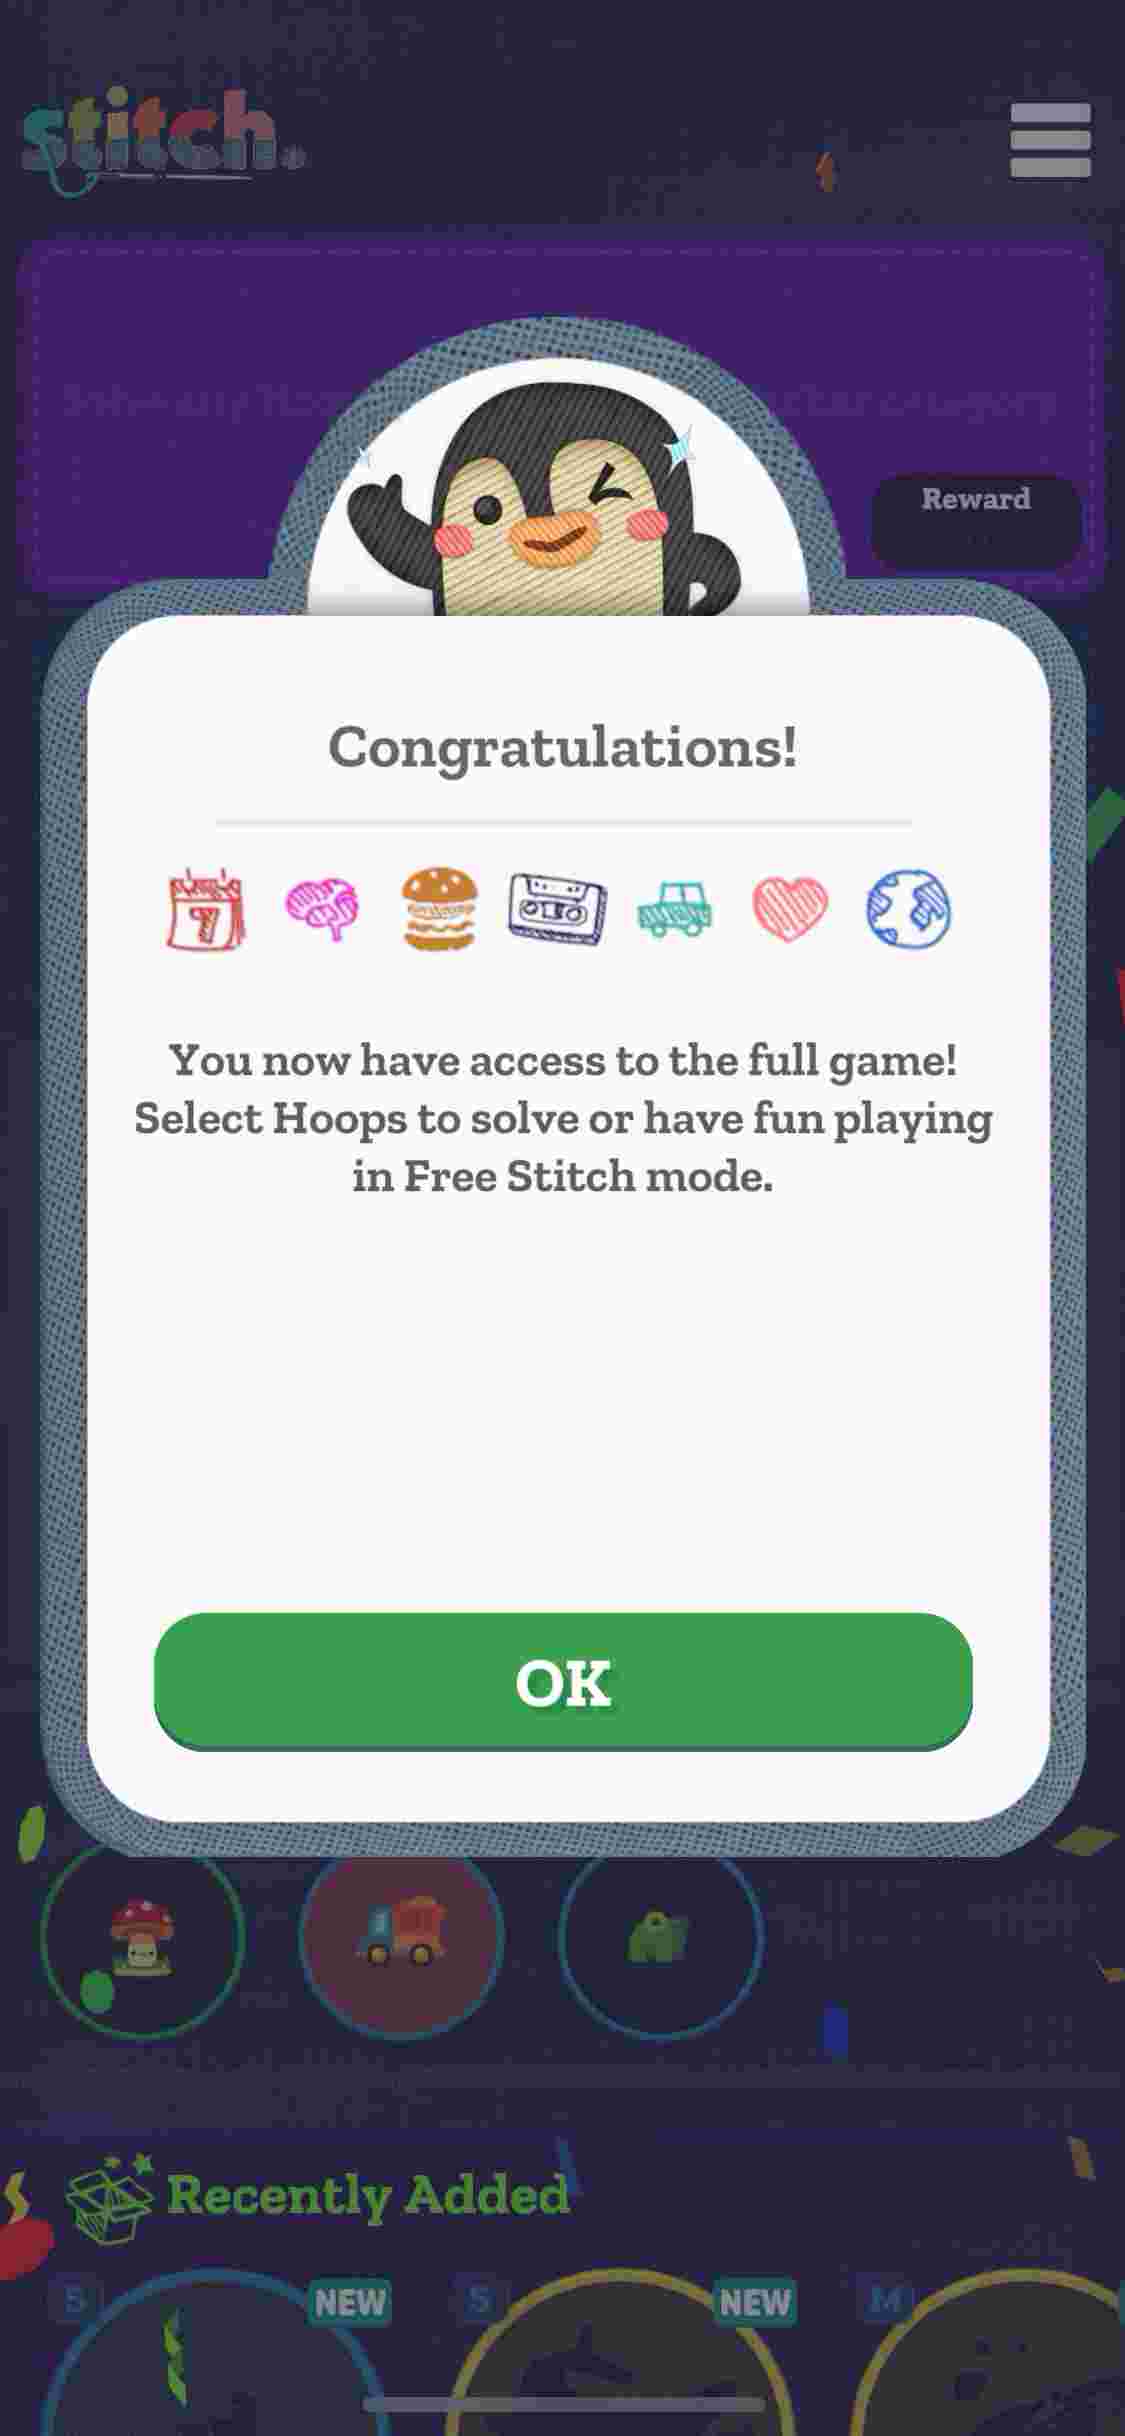 stitch.
Reward
Congratulations!
7
You now have access to the full game!
Select Hoops to solve or have fun playing
in Free Stitch mode.
OK
Recently Added
S
NEW
S
NEW
M